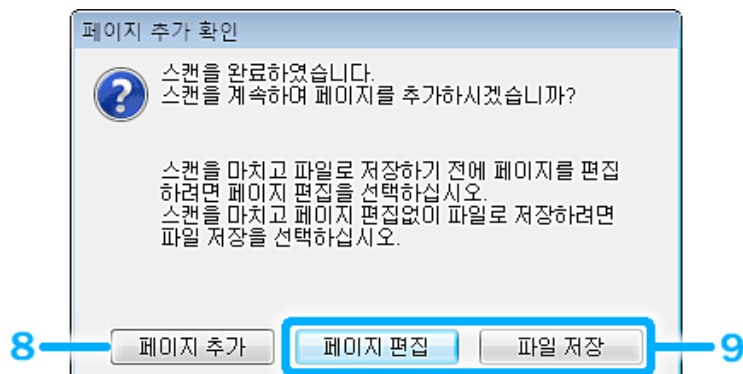 페이지 추가 확인
스캔을 완료하였습니다.
스캔을 계속하여 페이지를 추가하시겠습니까?
스캔을 마치고 파일로 저장하기 전에 페이지를 편집
하려면 페이지 편집을 선택하십시오.
스캔을 마치고 페이지 편집없이 파일로 저장하려면
파일 저장을 선택하십시오.
8 페이지 추가 페이지 편집 파일 저장 9